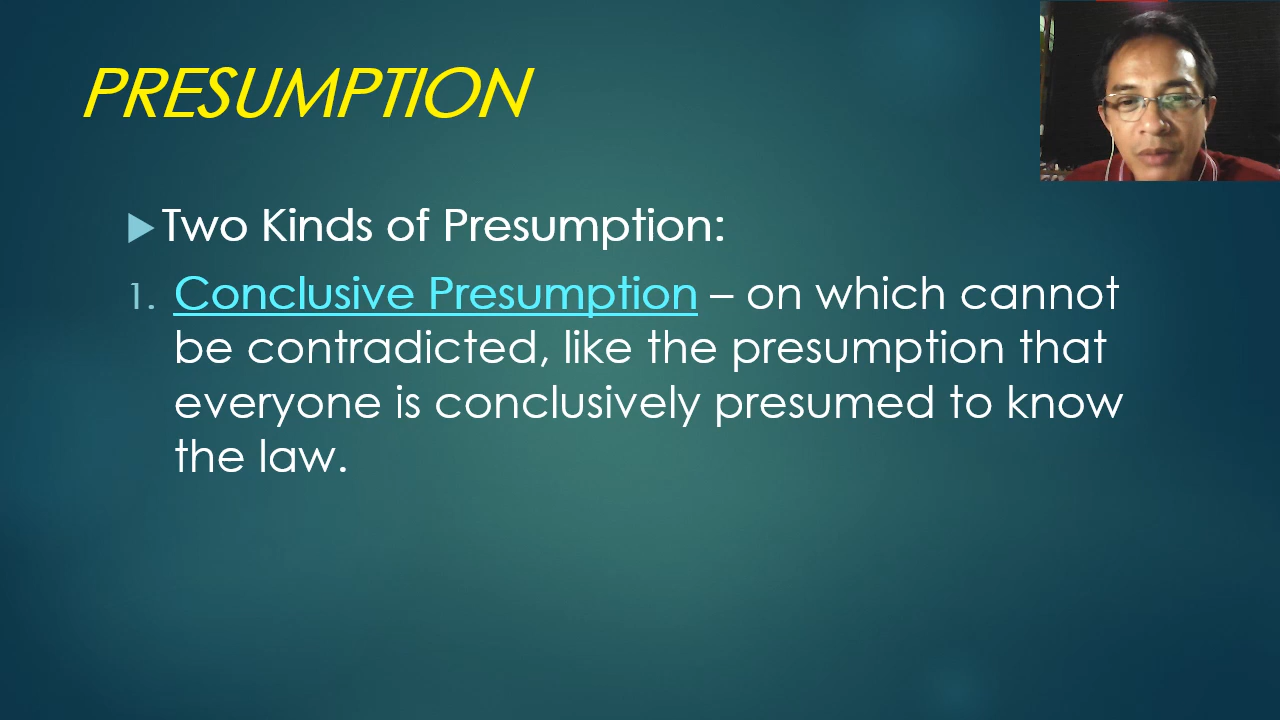 PRESUMPTION
Two Kinds of Presumption:
1. Conclusive Presumption – on which cannot
be contradicted, like the presumption that
everyone is conclusively presumed to know
the law.